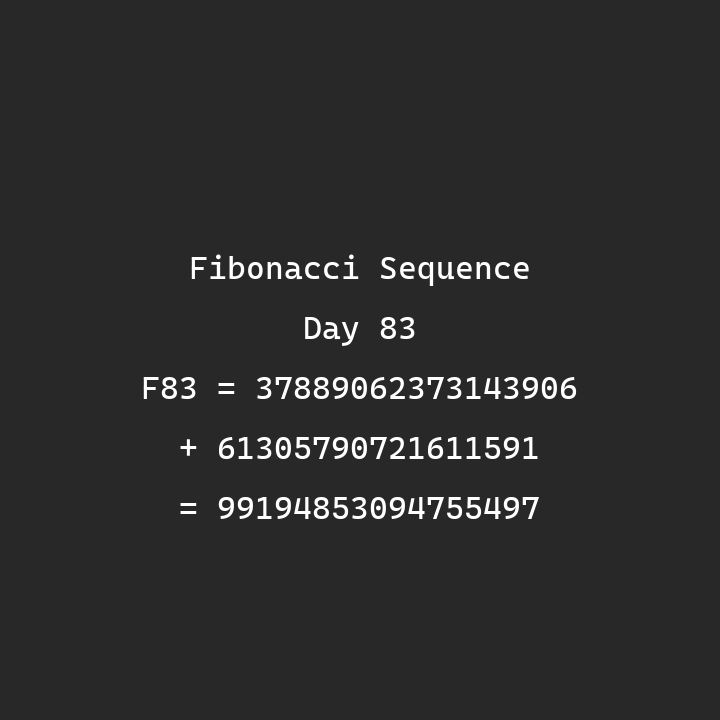 Fibonacci Sequence
Day 83
F83 = 37889062373143906
+ 61305790721611591
= 99194853094755497